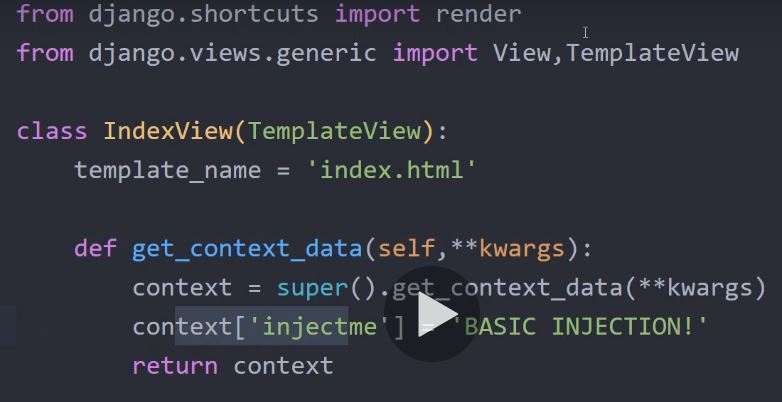 from django.shortcuts import render
from django.views.generic import View,TemplateView
class IndexView(TemplateView):
template_name = 'index.html'
def get_context_data(self,**kwargs):
context = super().get_context_data(**kwargs)
context['injectme'] = 'BASIC INJECTION!'
return context